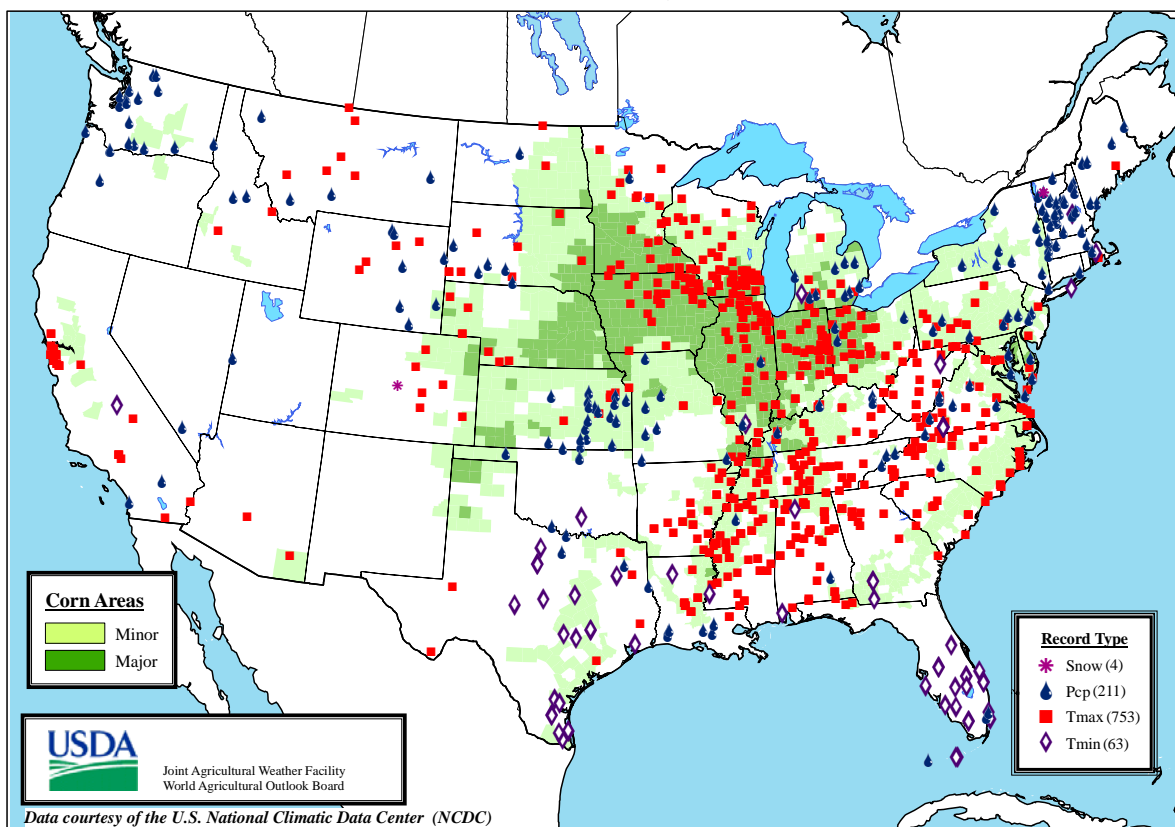 Corn Areas
Minor
Major
Record Type
Snow (4)
Pcp (211)
Tmax (753)
Tmin (63)
USDA
Joint Agricultural Weather Facility
World Agricultural Outlook Board
Data courtesy of the U.S. National Climatic Data Center (NCDC)